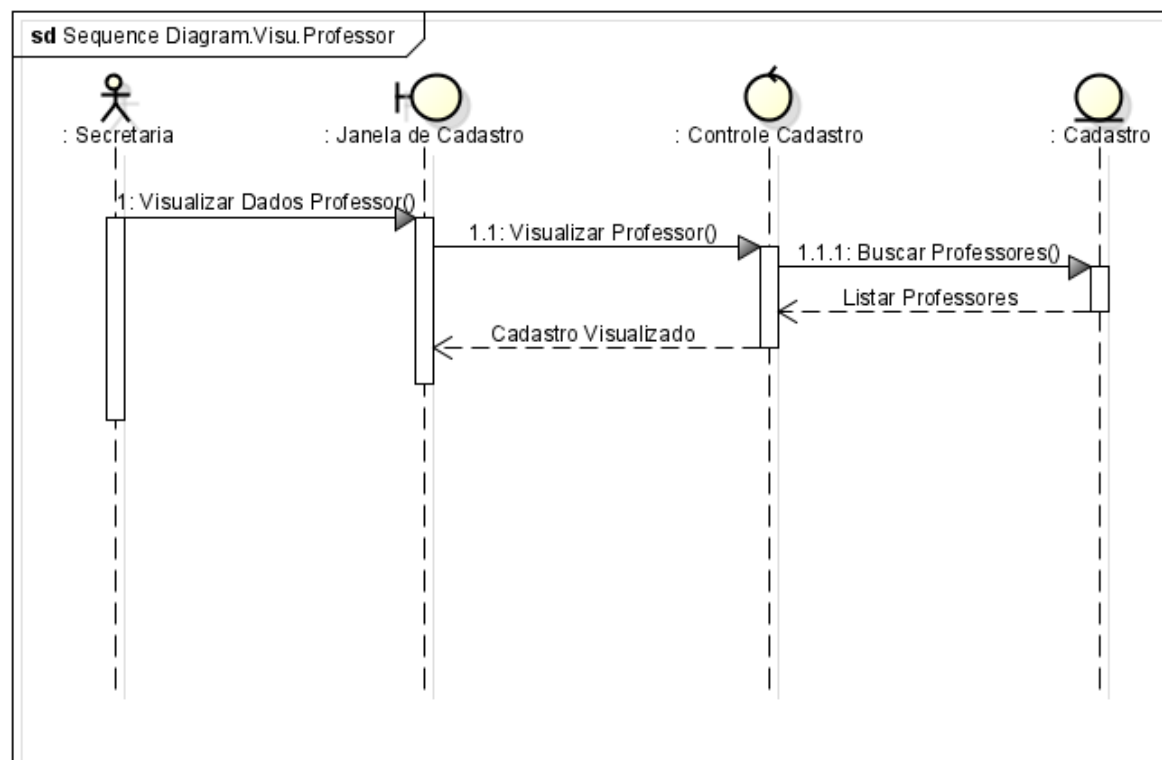 sd Sequence Diagram.Visu.Professor
: Secretaria
: Janela de Cadastro
: Controle Cadastro
: Cadastro
1: Visualizar Dados Professor()
1.1: Visualizar Professor()
1.1.1: Buscar Professores()
Listar Professores
Cadastro Visualizado